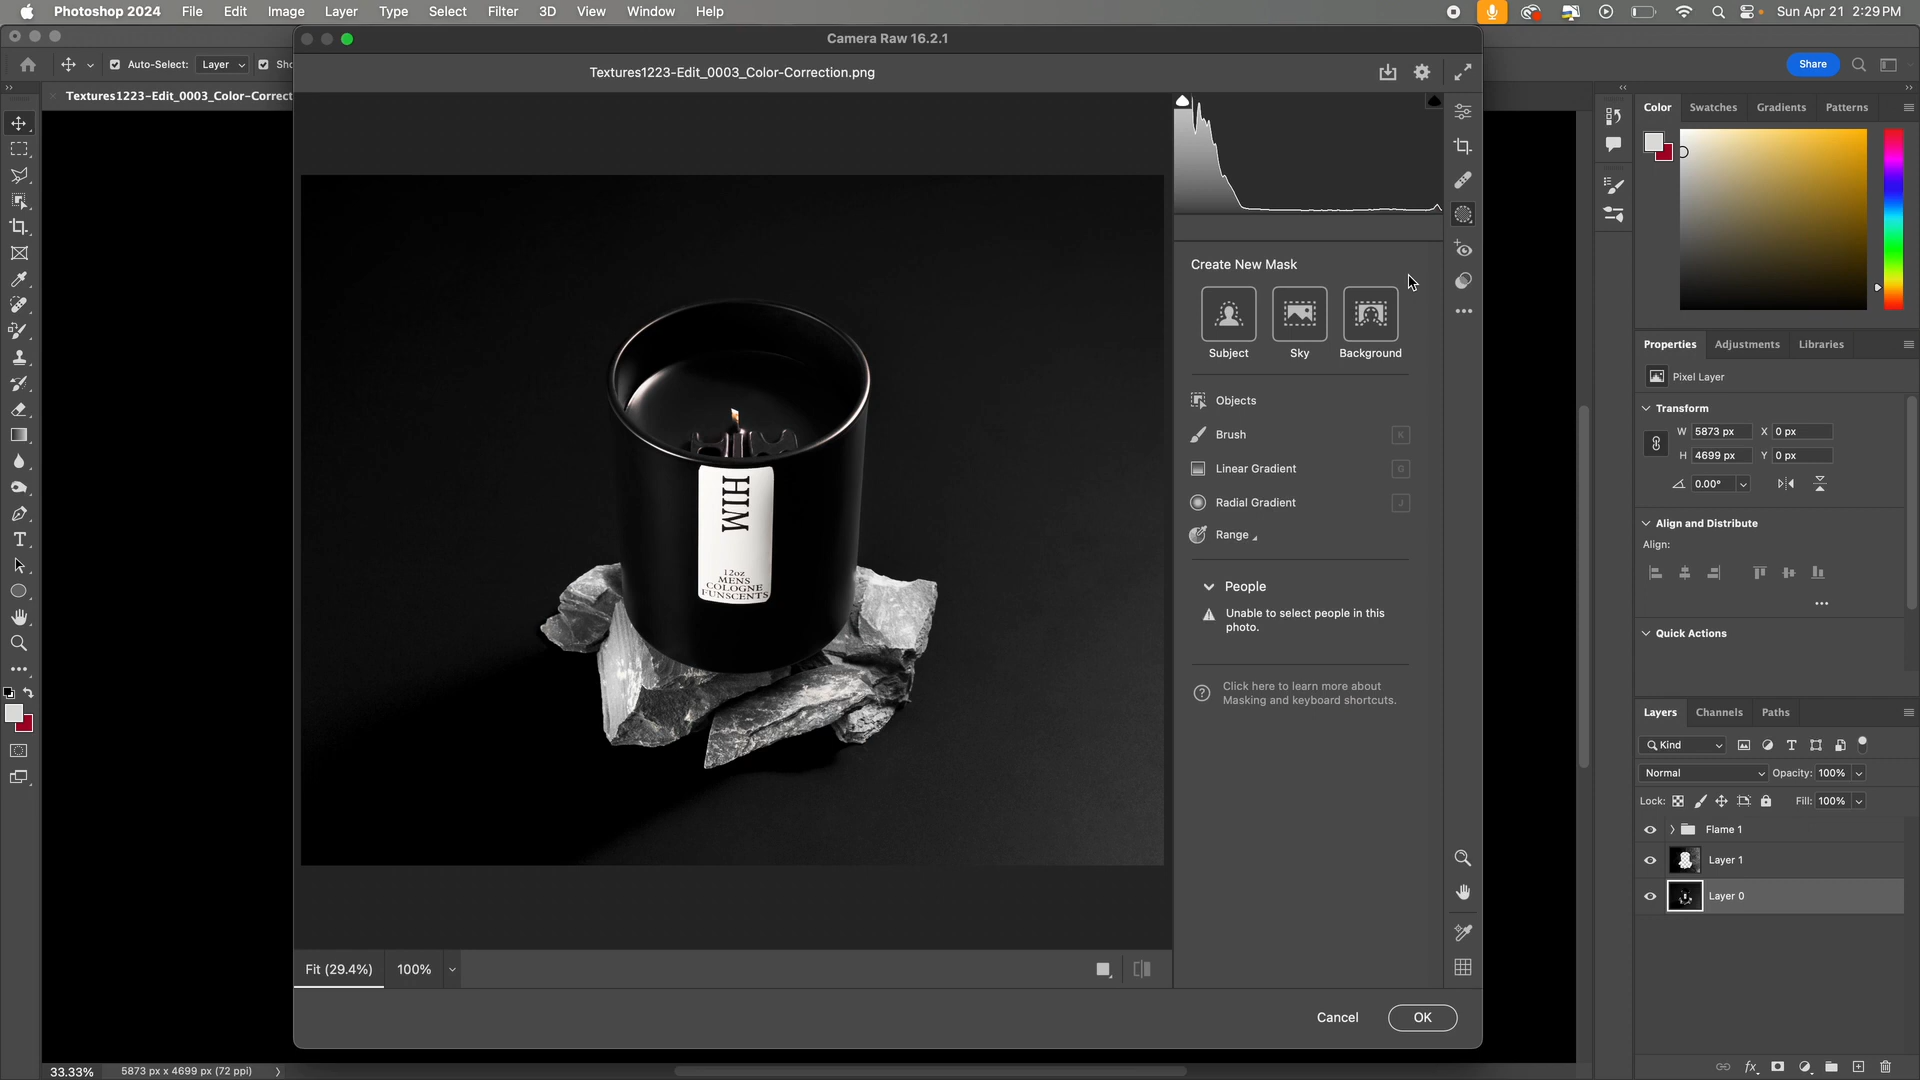 Photoshop 2024 File Edit Image Layer Type Select Filter 3D View Window Help Sun Apr 21 2:29 PM
Camera Raw 16.2.1
Auto-Select: Layer Sho Share
Textures1223-Edit_0003_Color-Correction.png
Textures1223-Edit_0003_Color-Correct
Color Swatches Gradients Patterns
Create New Mask
Subject Sky Background
Objects
Brush K
Linear Gradient G
Radial Gradient J
Range
People
Unable to select people in this
photo.
Click here to learn more about
Masking and keyboard shortcuts.
HIM
12oz
MENS
COLOGNE
FUNSCENTS
Properties Adjustments Libraries
Pixel Layer
Transform
W 5873 px X 0 px
H 4699 px Y 0 px
0.00°
Align and Distribute
Align:
Quick Actions
Layers Channels Paths
Kind
Normal Opacity: 100%
Lock: Fill: 100%
Flame 1
Layer 1
Layer 0
Fit (29.4%) 100%
Cancel OK
33.33% 5873 px x 4699 px (72 ppi)